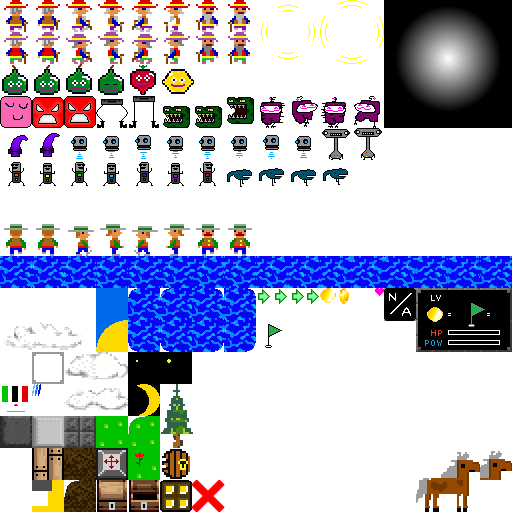 N/A
LV
=
=
HP
POW